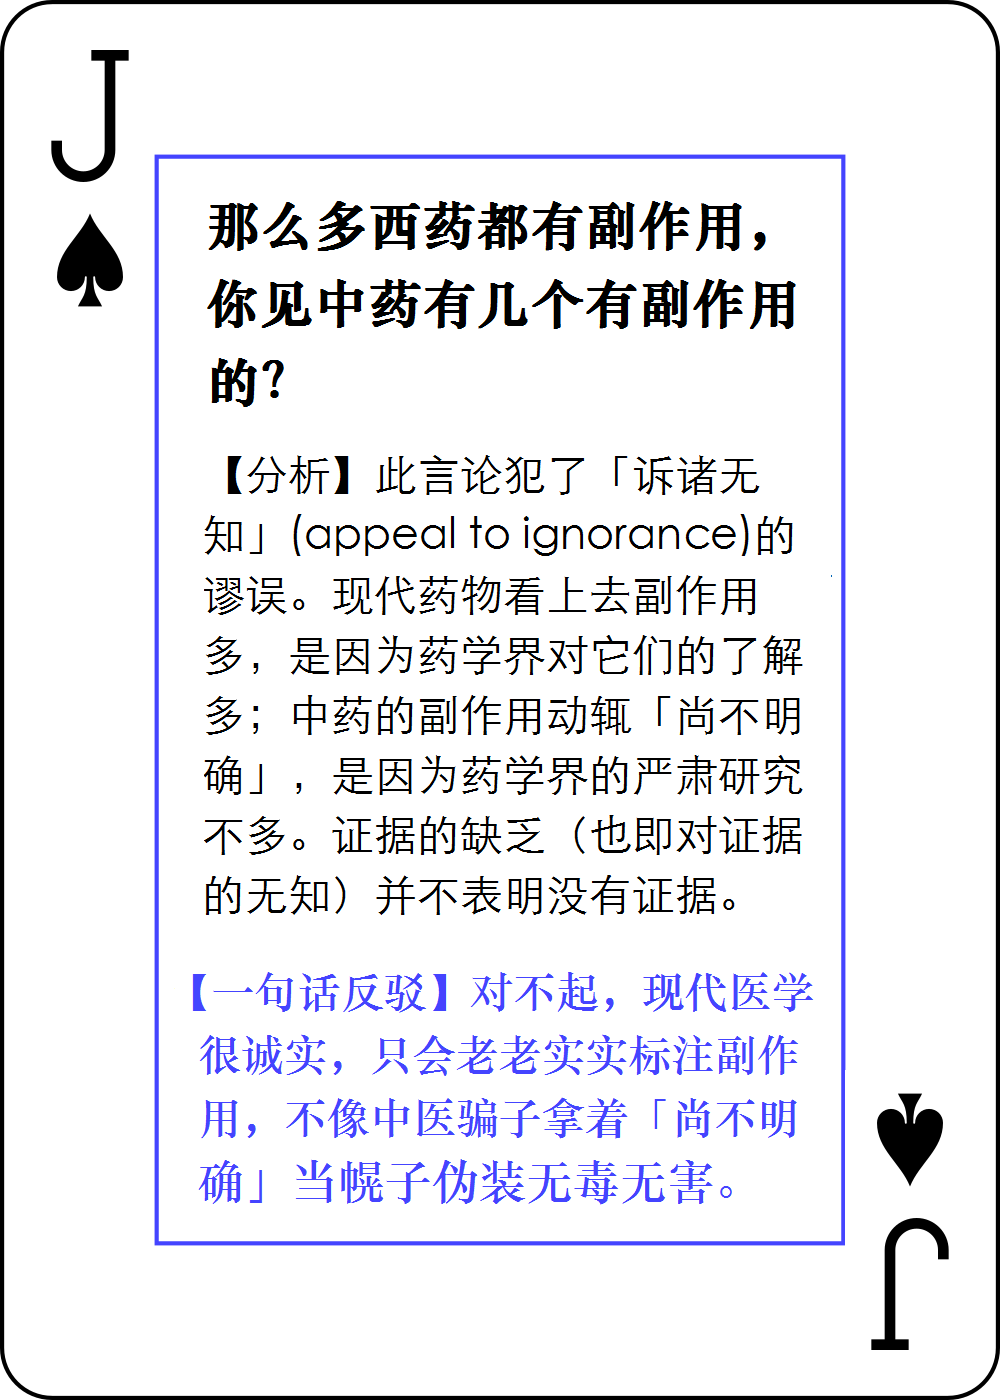 J
那么多西药都有副作用，
你见中药有几个有副作用
的？
【分析】此言论犯了「诉诸无
知」(appeal to ignorance)的
谬误。现代药物看上去副作用
多，是因为药学界对它们的了解
多；中药的副作用动辄「尚不明
确」，是因为药学界的严肃研究
不多。证据的缺乏（也即对证据
的无知）并不表明没有证据。
【一句话反驳】对不起，现代医学
很诚实，只会老老实实标注副作
用，不像中医骗子拿着「尚不明
确」当幌子伪装无毒无害。
J